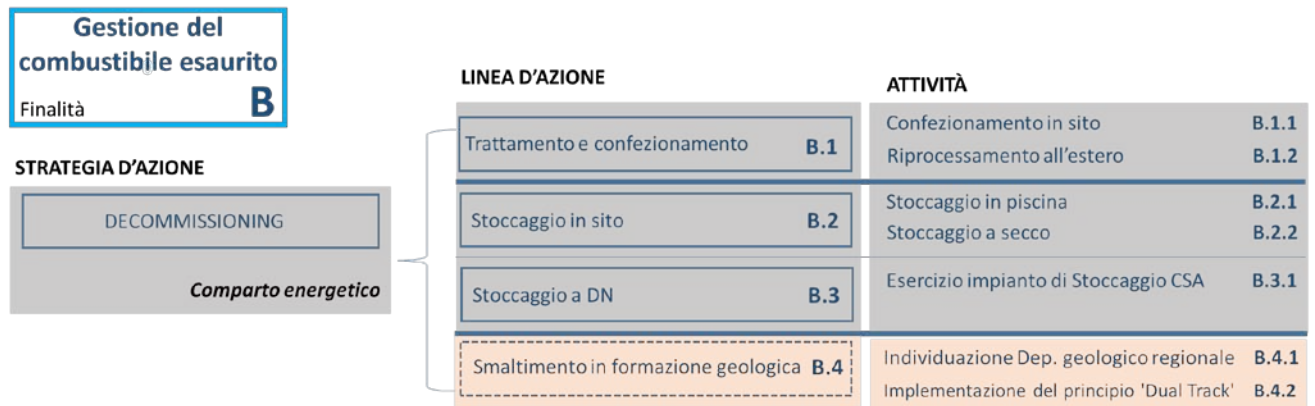 Gestione del
combustibile esaurito
Finalità B
STRATEGIA D'AZIONE
DECOMMISSIONING
Comparto energetico
LINEA D'AZIONE
ATTIVITÀ
Trattamento e confezionamento B.1
Confezionamento in sito B.1.1
Riprocessamento all'estero B.1.2
Stoccaggio in sito B.2
Stoccaggio in piscina B.2.1
Stoccaggio a secco B.2.2
Stoccaggio a DN B.3
Esercizio impianto di Stoccaggio CSA B.3.1
Smaltimento in formazione geologica B.4
Individuazione Dep. geologico regionale B.4.1
Implementazione del principio 'Dual Track' B.4.2